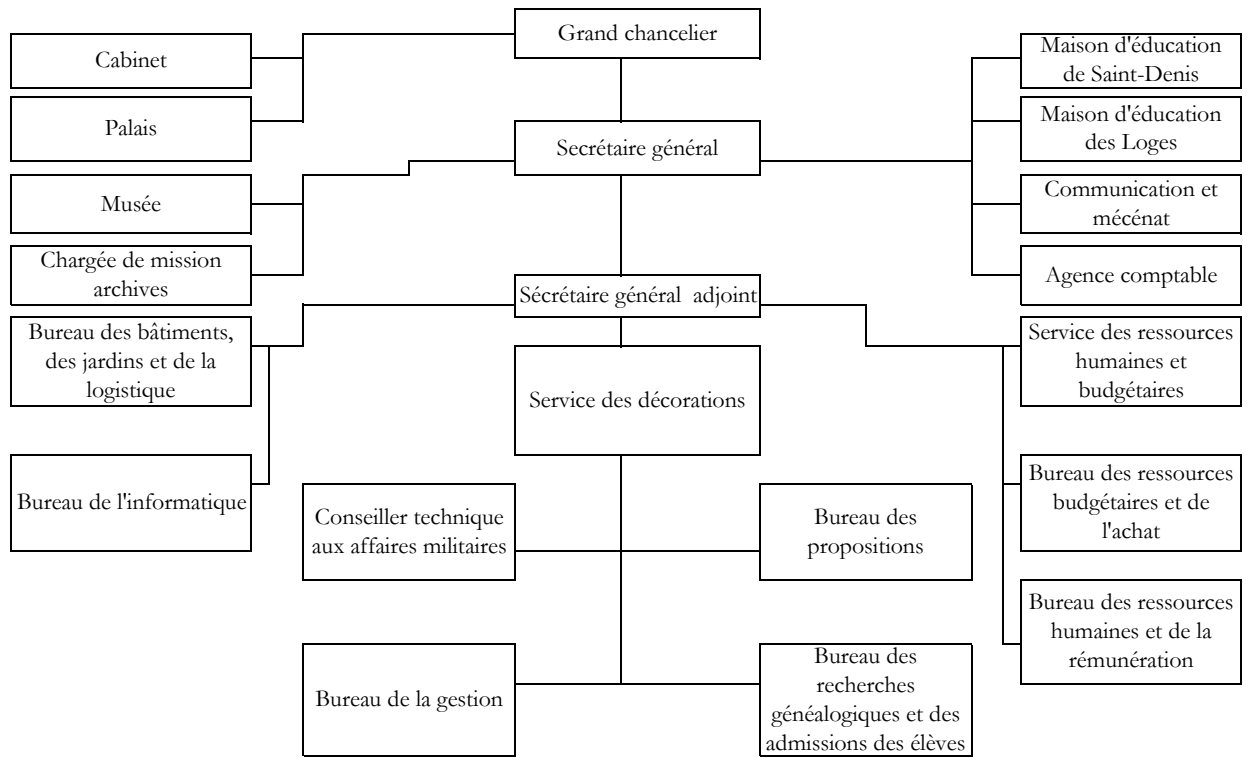 Grand chancelier
Cabinet
Palais
Secrétaire général
Musée
Chargée de mission
archives
Maison d'éducation
de Saint-Denis
Maison d'éducation
des Loges
Communication et
mécénat
Agence comptable
Sécrétaire général adjoint
Bureau des bâtiments,
des jardins et de la
logistique
Bureau de l'informatique
Service des décorations
Service des ressources
humaines et
budgétaires
Bureau des ressources
budgétaires et de
l'achat
Bureau des ressources
humaines et de la
rémunération
Conseiller technique
aux affaires militaires
Bureau des
propositions
Bureau de la gestion
Bureau des
recherches
généalogiques et des
admissions des élèves